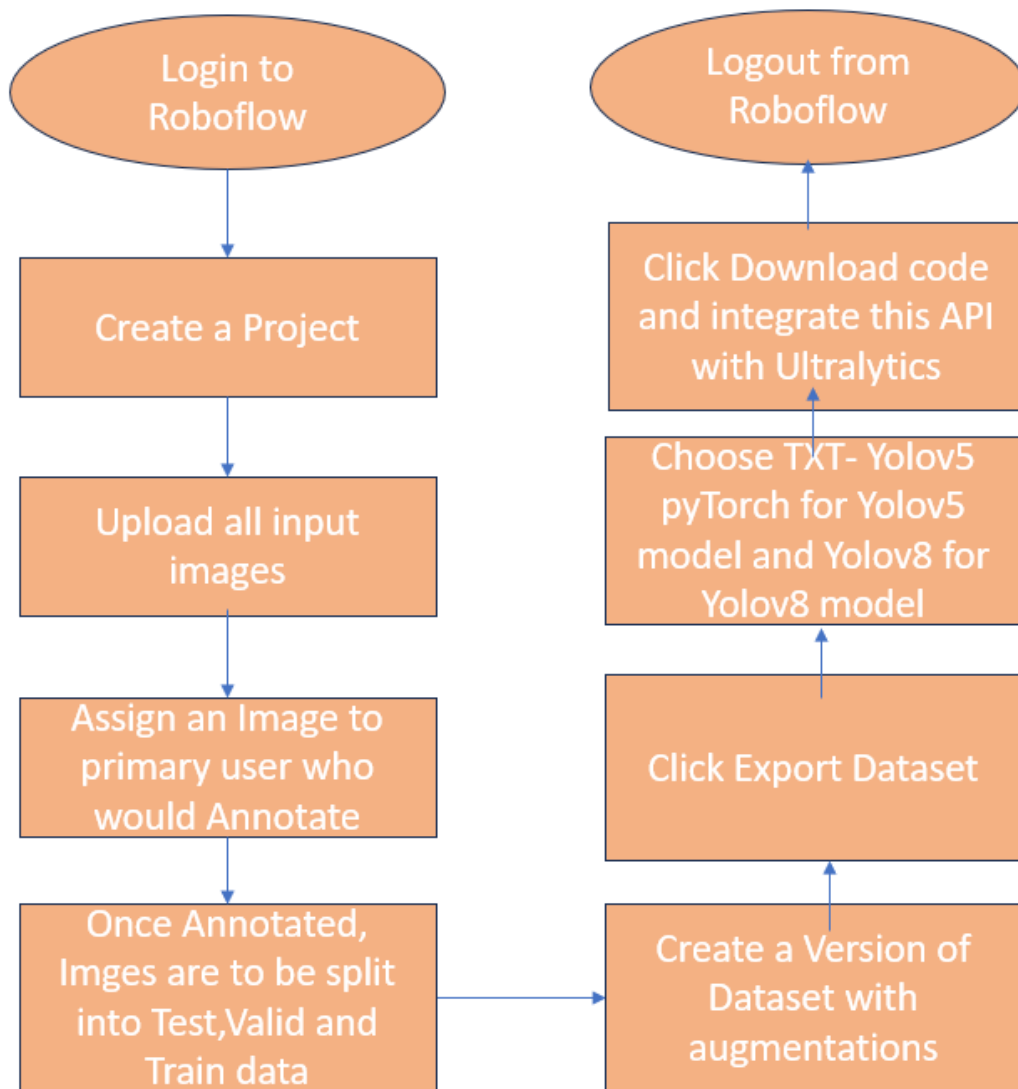 Login to
Roboflow
Create a Project
Upload all input
images
Assign an Image to
primary user who
would Annotate
Once Annotated,
Imges are to be split
into Test,Valid and
Train data
Create a Version of
Dataset with
augmentations
Click Export Dataset
Choose TXT- Yolov5
pyTorch for Yolov5
model and Yolov8 for
Yolov8 model
Click Download code
and integrate this API
with Ultralytics
Logout from
Roboflow